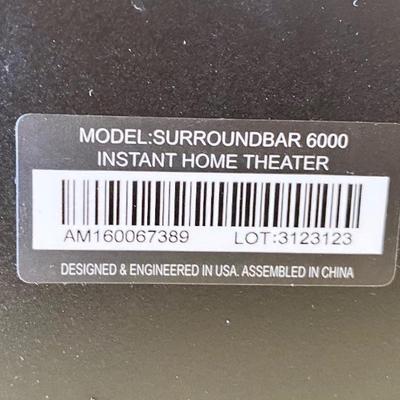 MODEL:SURROUNDBAR 6000
INSTANT HOME THEATER
AM160067389 LOT:3123123
DESIGNED & ENGINEERED IN USA. ASSEMBLED IN CHINA